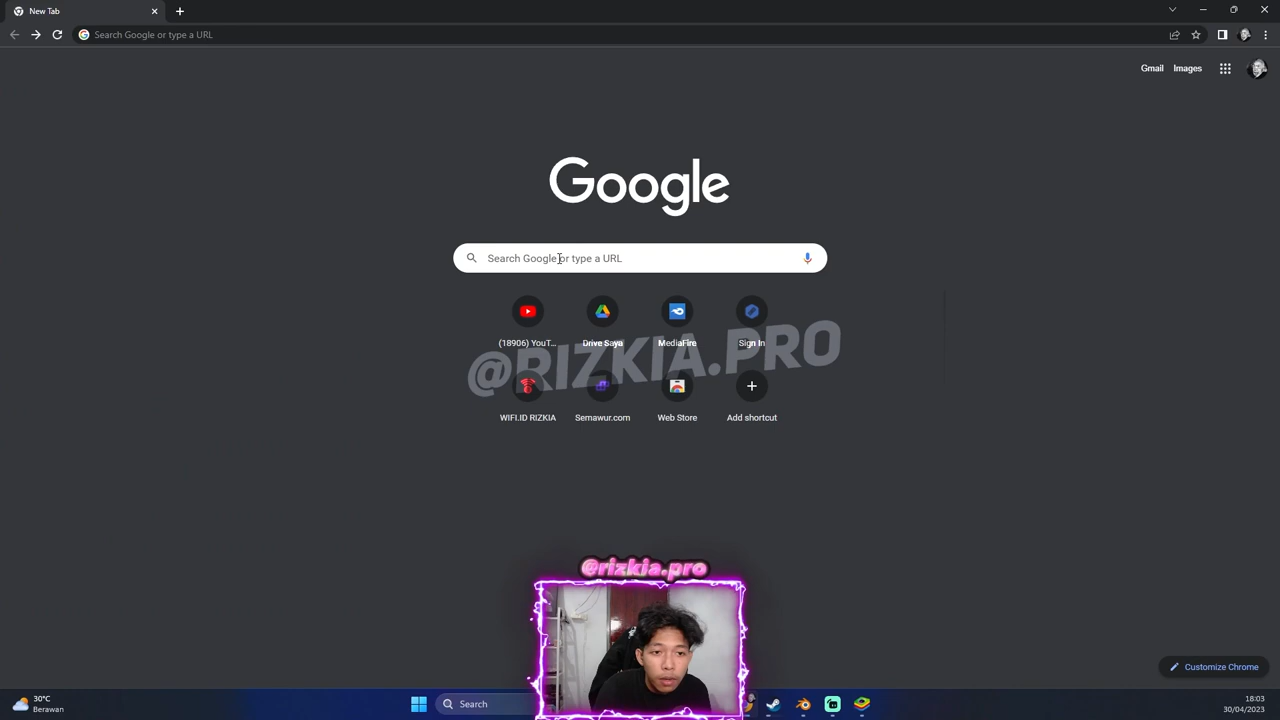 New Tab
Search Google or type a URL
Gmail Images
Google
Search Google or type a URL
(18906) YouT... Drive Saya MediaFire Sign In
@RIZKIA.PRO
WIFI.ID RIZKIA Semawur.com Web Store Add shortcut
@rizkia.pro
Customize Chrome
30°C
Berawan
Search
18:03
30/04/2023